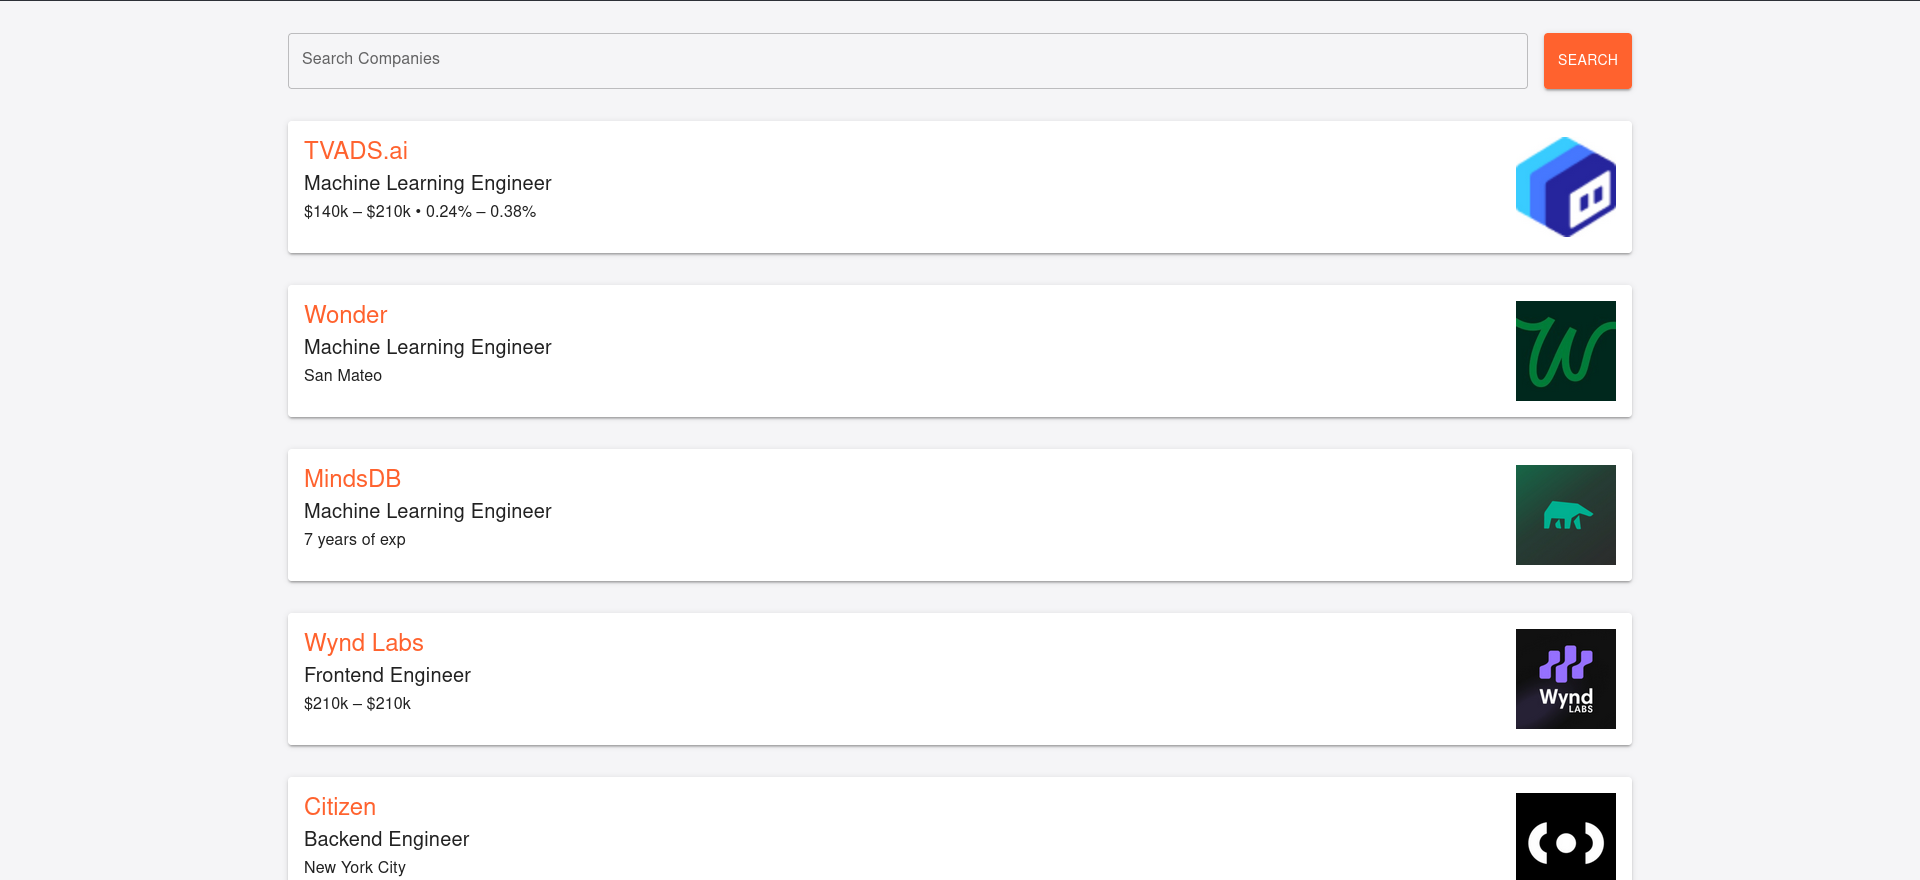 Search Companies
SEARCH
TVADS.ai
Machine Learning Engineer
$140k – $210k • 0.24% – 0.38%
Wonder
Machine Learning Engineer
San Mateo
W
MindsDB
Machine Learning Engineer
7 years of exp
Wynd Labs
Frontend Engineer
$210k – $210k
Wynd
LABS
Citizen
Backend Engineer
New York City